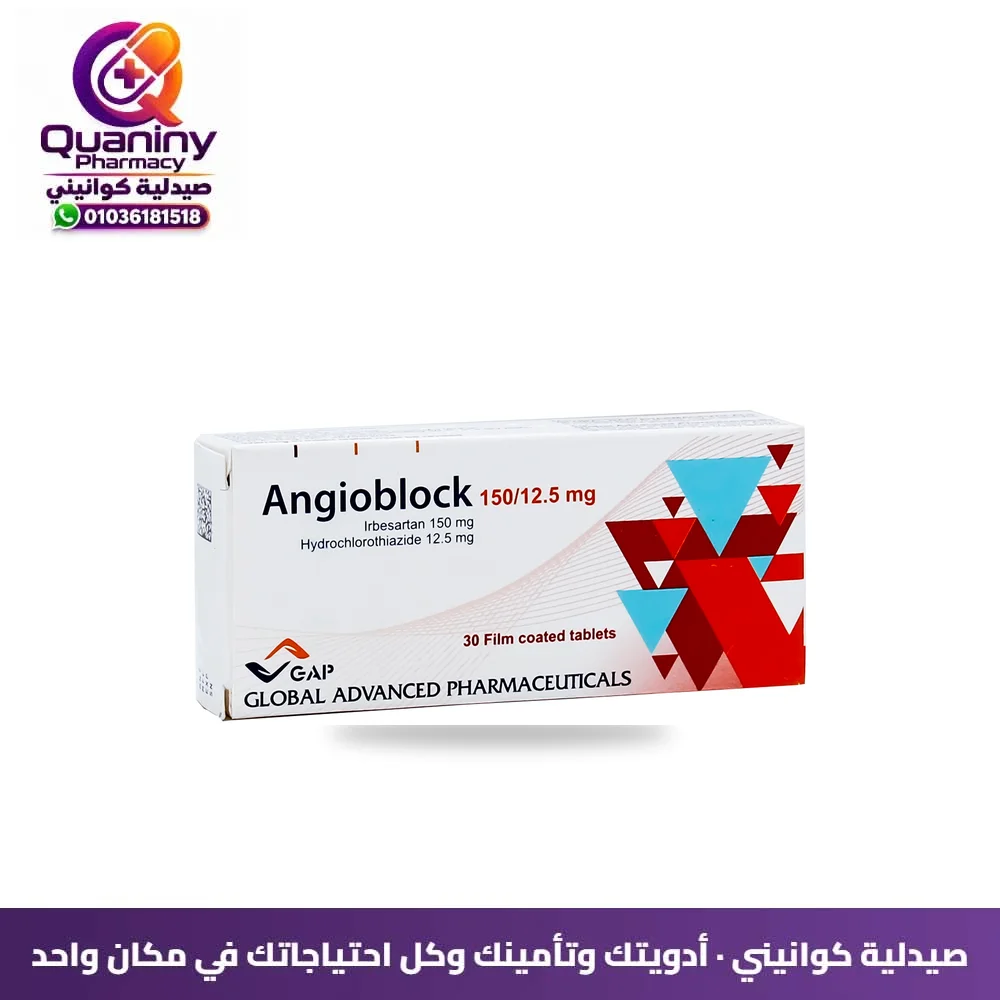 Quaniny
Pharmacy
صيدلية كوانيني
01036181518
Angioblock 150/12.5 mg
Irbesartan 150 mg
Hydrochlorothiazide 12.5 mg
30 Film coated tablets
GAP
GLOBAL ADVANCED PHARMACEUTICALS
صيدلية كوانيني · أدويتك وتأمينك وكل احتياجاتك في مكان واحد